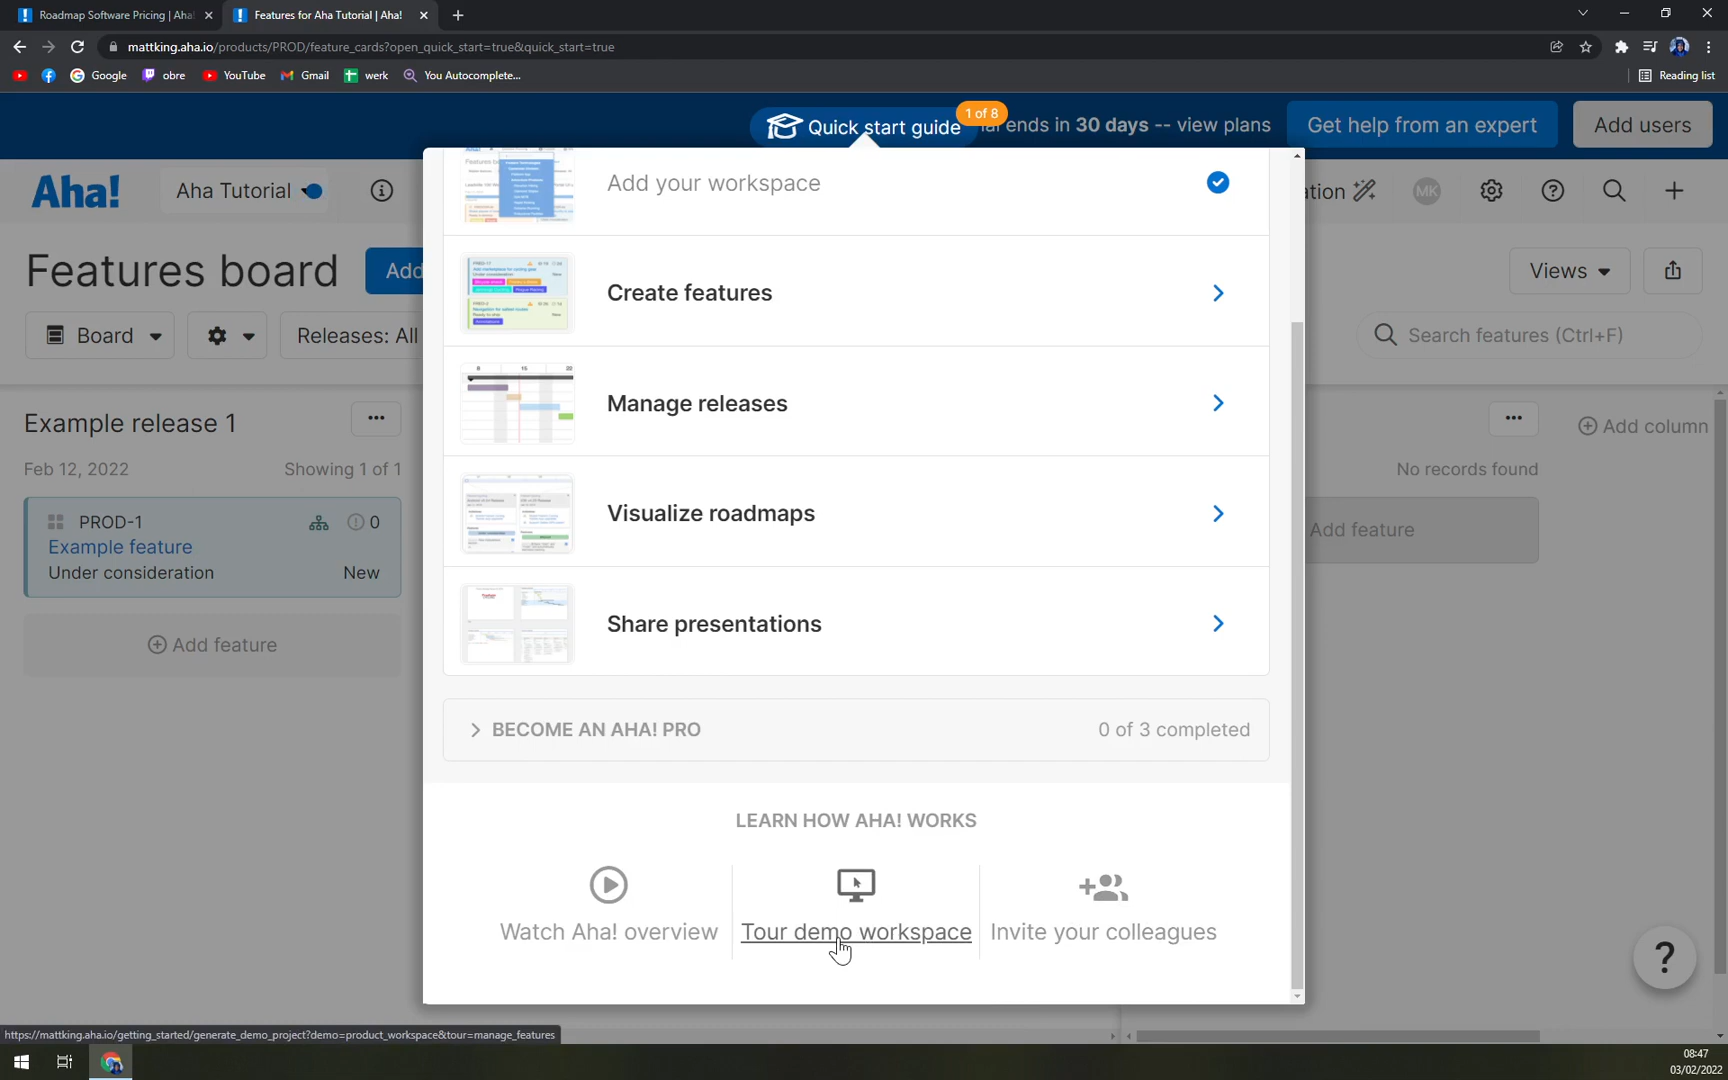 Roadmap Software Pricing | Aha!
Features for Aha Tutorial | Aha!
mattking.aha.io/products/PROD/feature_cards?open_quick_start=true&quick_start=true
Google
obre
YouTube
Gmail
werk
You Autocomplete...
Reading list
Quick start guide
1 of 8
ends in 30 days -- view plans
Get help from an expert
Add users
Aha!
Aha Tutorial
MK
Add your workspace
Features board
Add
Views
Create features
Board
Releases: All
Search features (Ctrl+F)
Manage releases
Example release 1
Add column
Feb 12, 2022
Showing 1 of 1
No records found
PROD-1
0
Example feature
Under consideration
New
Add feature
Visualize roadmaps
Add feature
Share presentations
BECOME AN AHA! PRO
0 of 3 completed
LEARN HOW AHA! WORKS
Watch Aha! overview
Tour demo workspace
Invite your colleagues
?
https://mattking.aha.io/getting_started/generate_demo_project?demo=product_workspace&tour=manage_features
08:47
03/02/2022